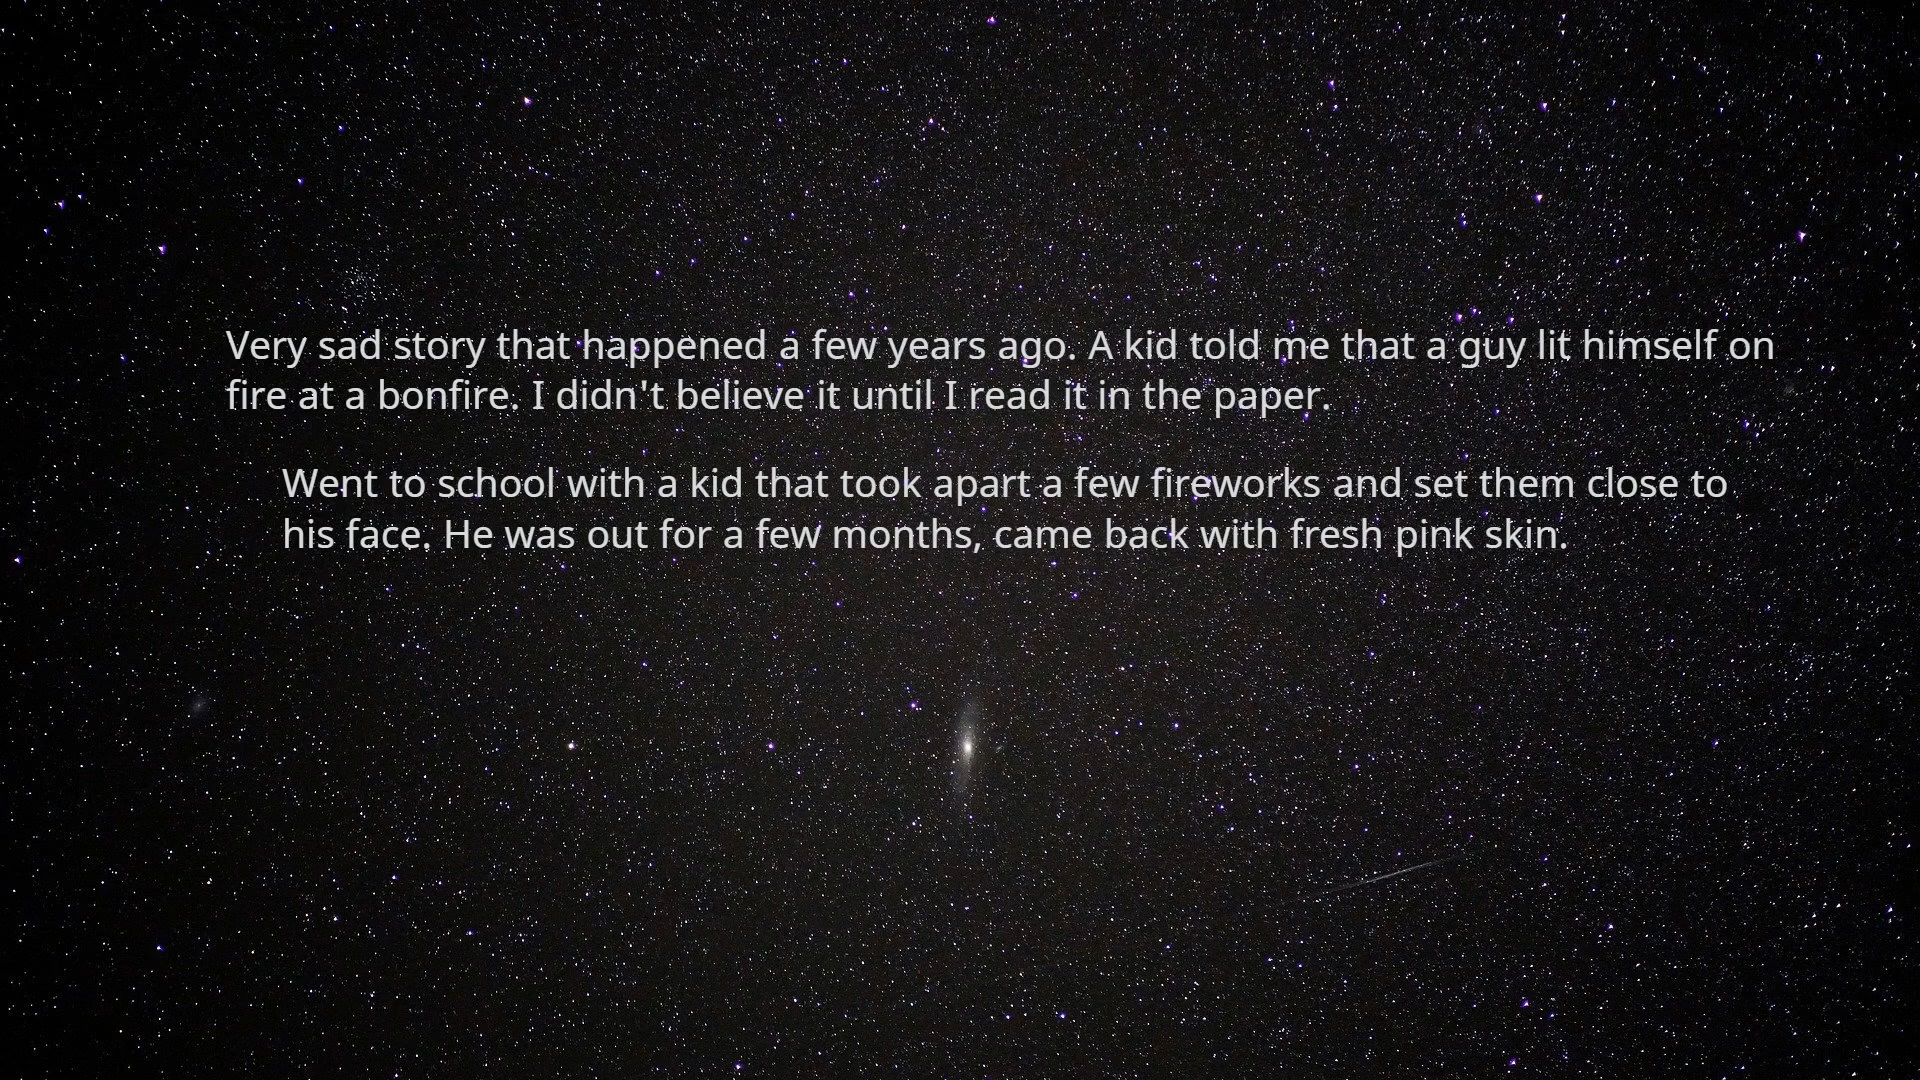 Very sad story that happened a few years ago. A kid told me that a guy lit himself on
fire at a bonfire. I didn't believe it until I read it in the paper.
Went to school with a kid that took apart a few fireworks and set them close to
his face. He was out for a few months, came back with fresh pink skin.